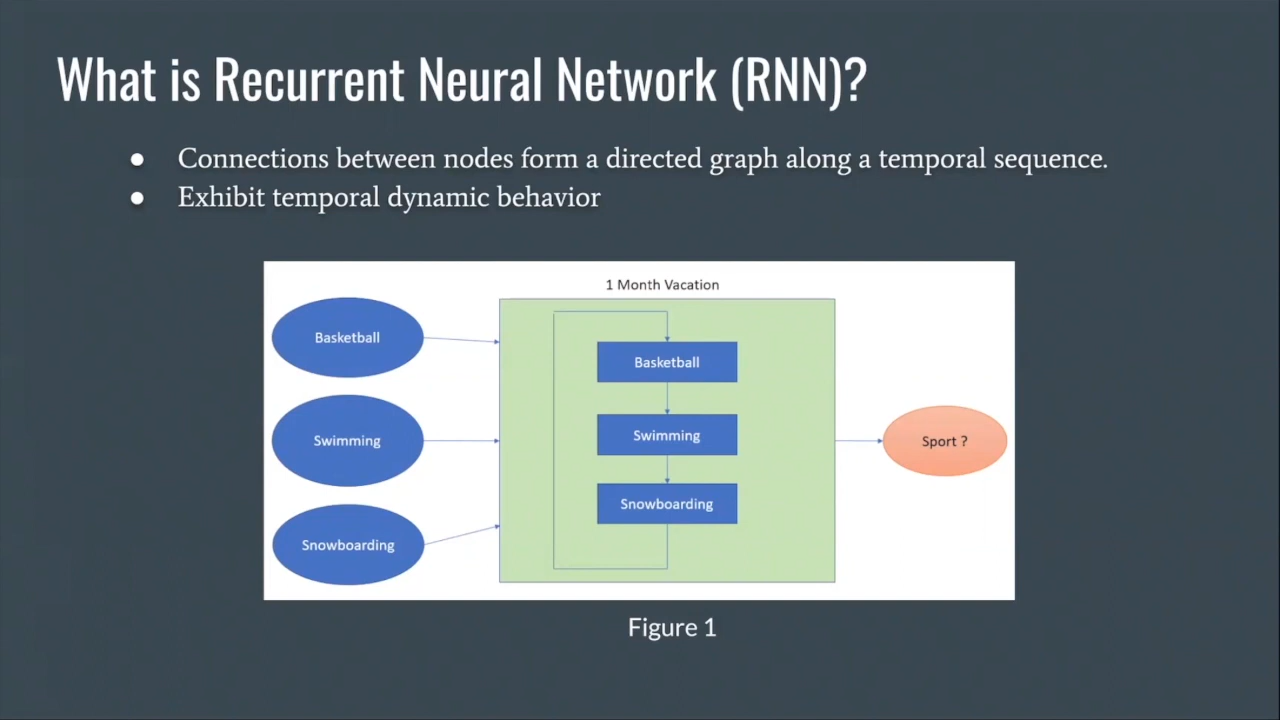 What is Recurrent Neural Network (RNN)?
● Connections between nodes form a directed graph along a temporal sequence.
● Exhibit temporal dynamic behavior
1 Month Vacation
Basketball
Swimming
Snowboarding
Basketball
Swimming
Snowboarding
Sport ?
Figure 1